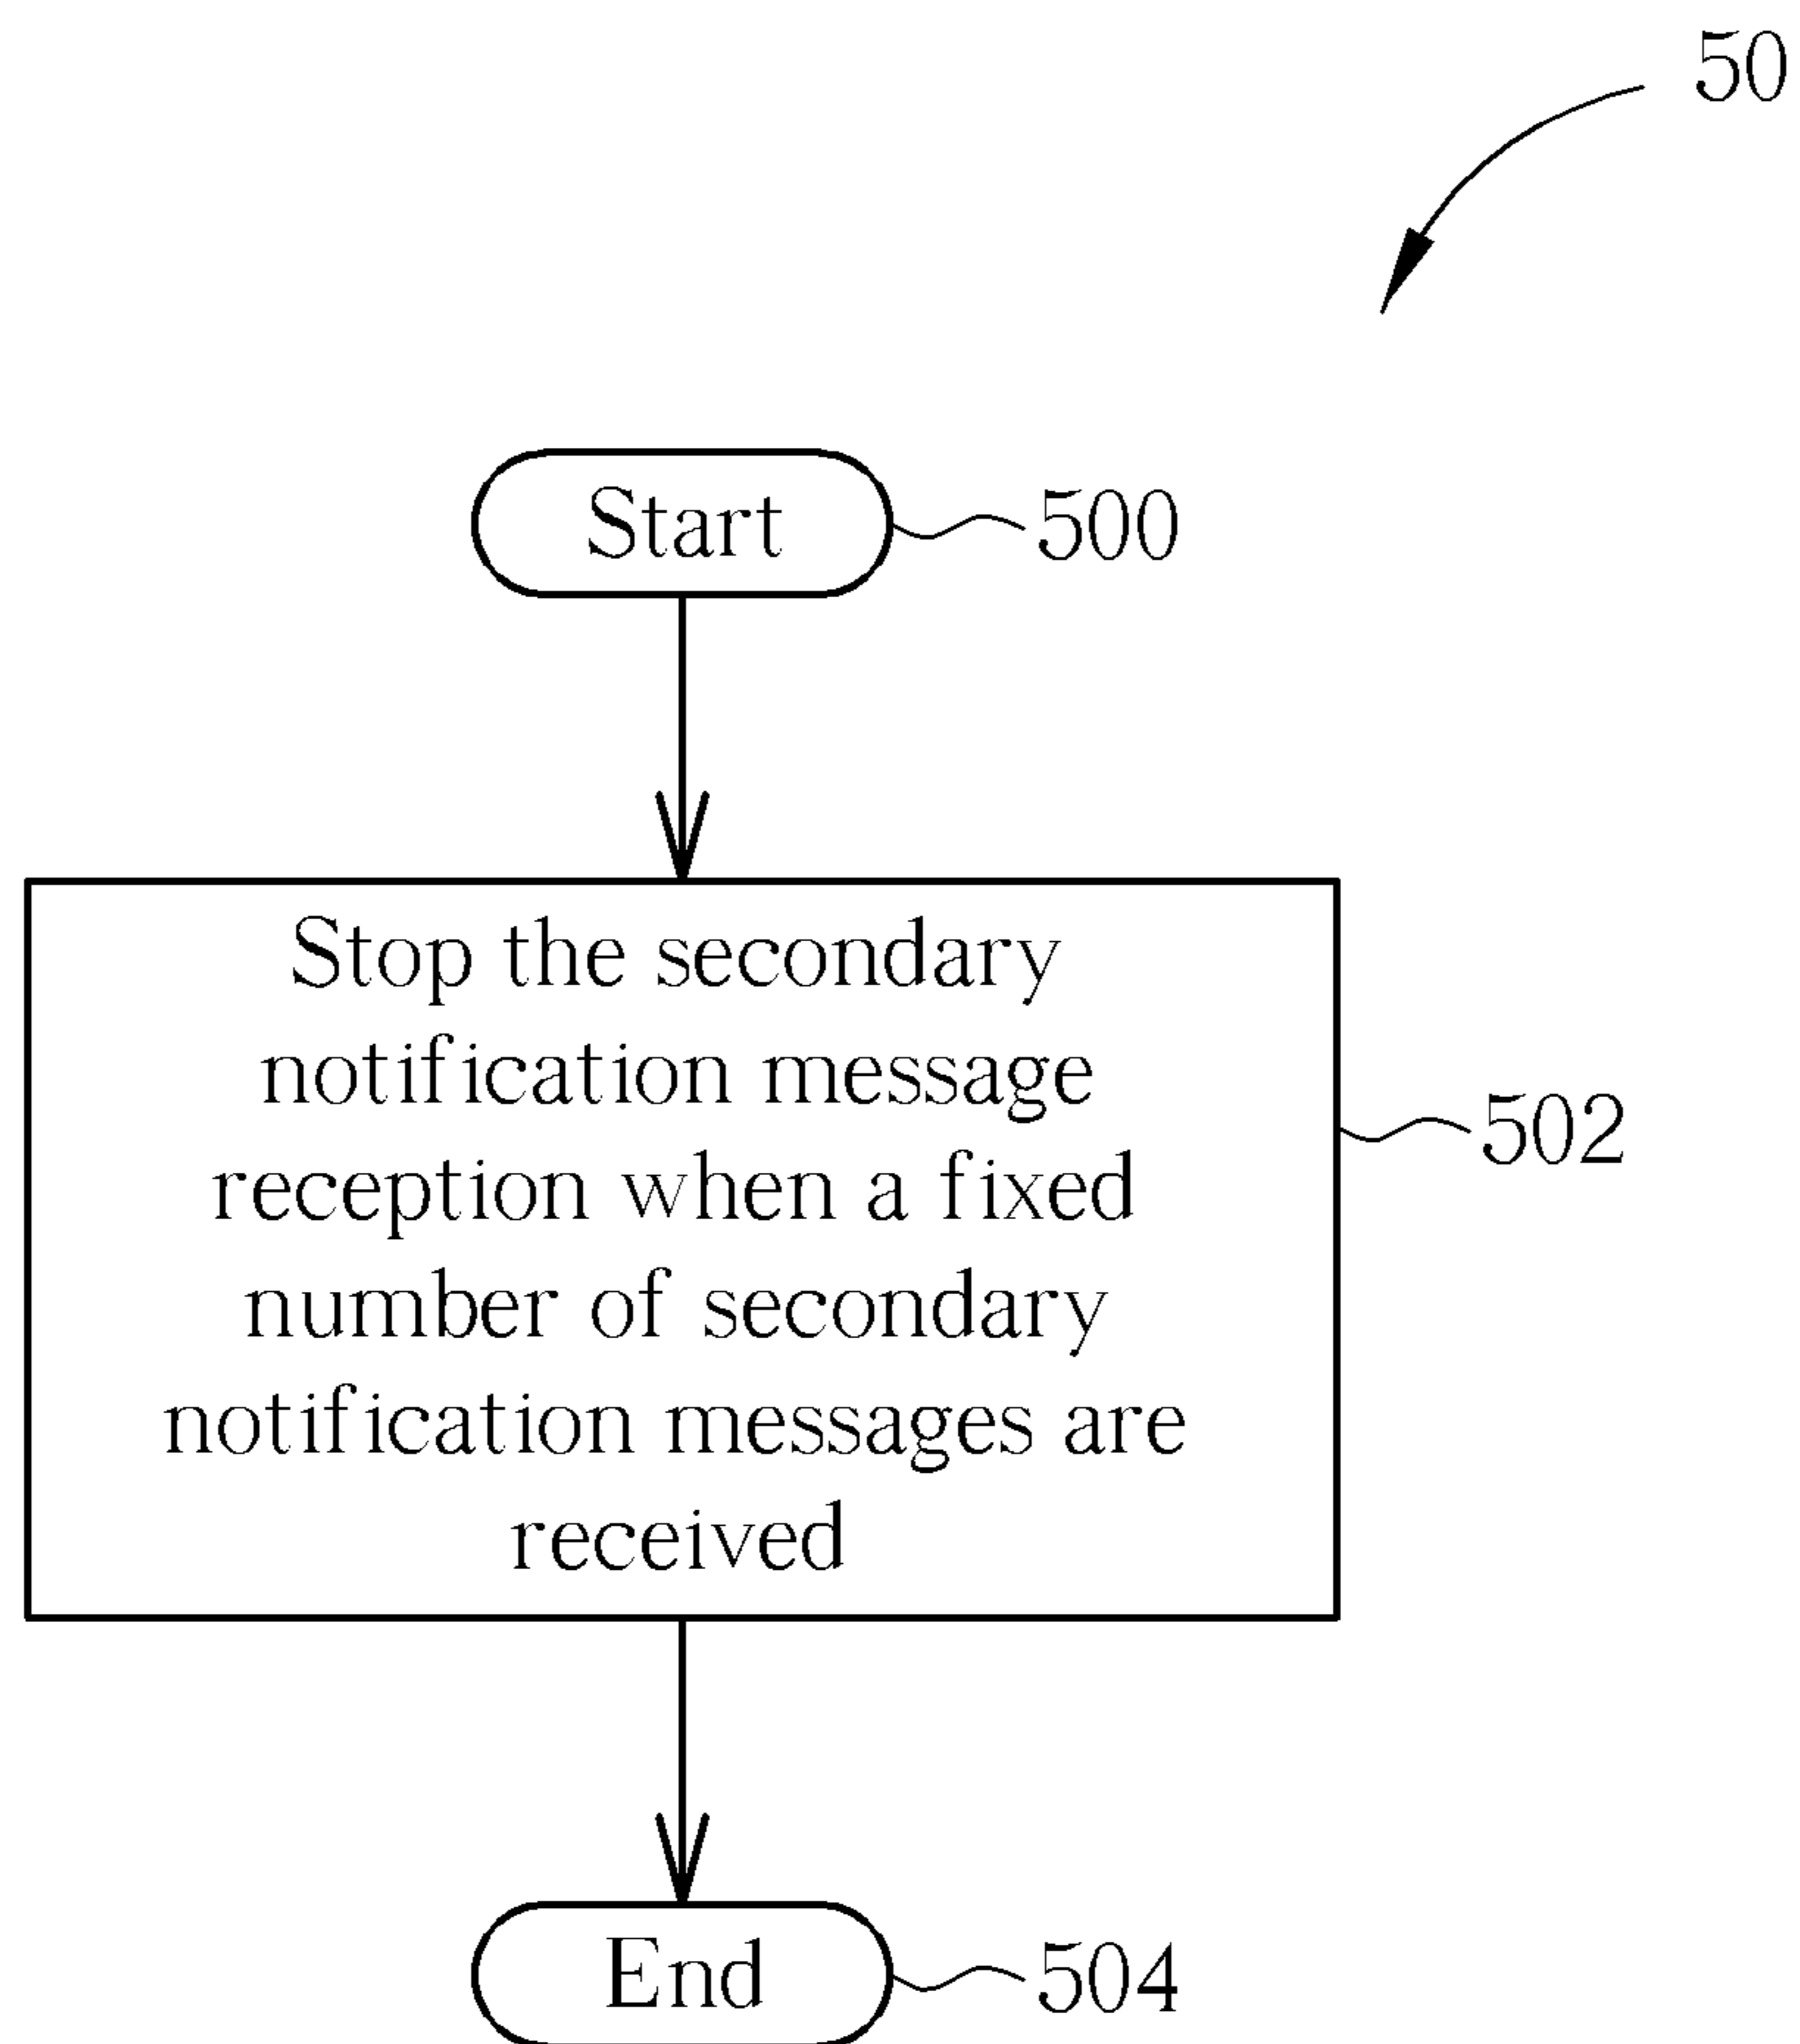 50
Start
500
Stop the secondary
notification message
reception when a fixed
number of secondary
notification messages are
received
502
End
504